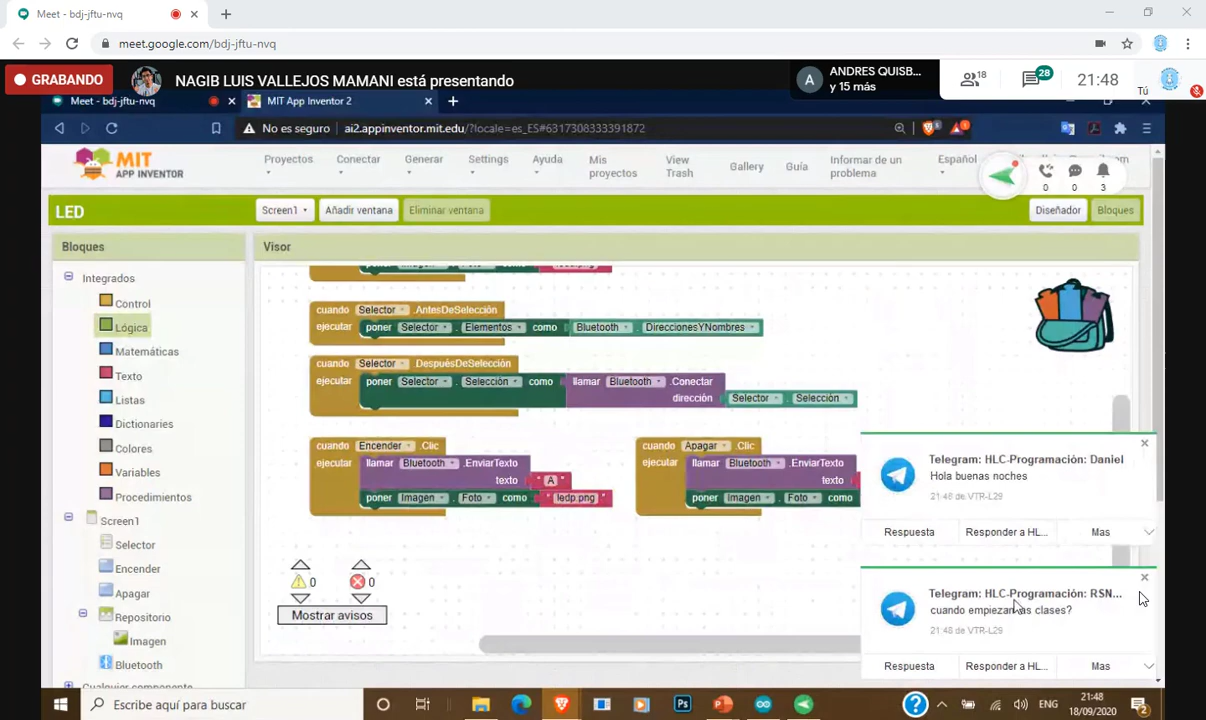 Meet - bdj-jftu-nvq
meet.google.com/bdj-jftu-nvq
GRABANDO
NAGIB LUIS VALLEJOS MAMANI está presentando
A
ANDRES QUISB...
y 15 más
18
28
21:48
Tú
Meet - bdj-jftu-nvq
MIT App Inventor 2
No es seguro
ai2.appinventor.mit.edu/?locale=es_ES#6317308333391872
MIT
APP INVENTOR
Proyectos
Conectar
Generar
Settings
Ayuda
Mis proyectos
View Trash
Gallery
Guía
Informar de un problema
Español
0
0
3
LED
Screen1
Añadir ventana
Eliminar ventana
Diseñador
Bloques
Bloques
Visor
Integrados
Control
Lógica
Matemáticas
Texto
Listas
Dictionaries
Colores
Variables
Procedimientos
Screen1
Selector
Encender
Apagar
Repositorio
Imagen
Bluetooth
Cualquier componente
cuando Selector .AntesDeSelección
ejecutar poner Selector . Elementos como Bluetooth . DireccionesYNombres
cuando Selector .DespuésDeSelección
ejecutar poner Selector . Selección como llamar Bluetooth .Conectar
dirección Selector . Selección
cuando Encender .Clic
ejecutar llamar Bluetooth .EnviarTexto
texto " A "
poner Imagen . Foto como " ledp.png "
cuando Apagar .Clic
ejecutar llamar Bluetooth .EnviarTexto
texto
poner Imagen . Foto como
0
0
Mostrar avisos
Telegram: HLC-Programación: Daniel
Hola buenas noches
21:48 de VTR-L29
Respuesta
Responder a HL...
Mas
Telegram: HLC-Programación: RSN...
cuando empiezan las clases?
21:48 de VTR-L29
Respuesta
Responder a HL...
Mas
Escribe aquí para buscar
Ps
ENG
21:48
18/09/2020
2